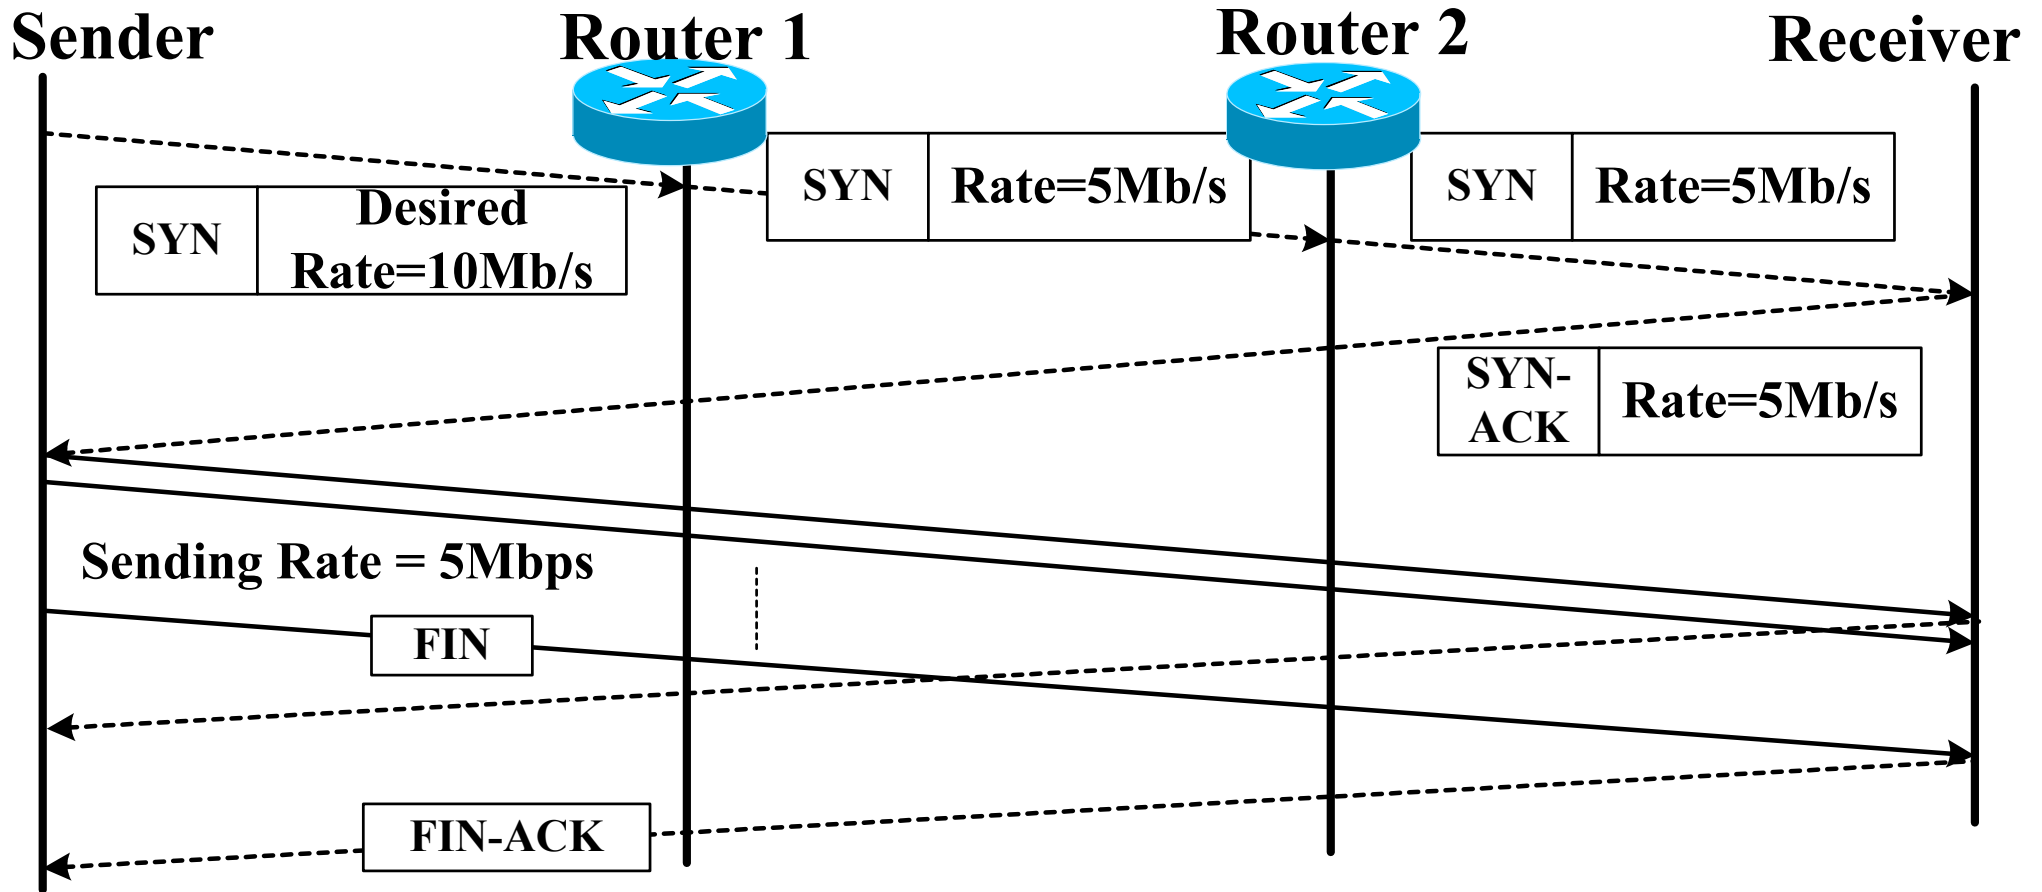 Sender
Router 1
Router 2
Receiver
SYN
Desired
Rate=10Mb/s
SYN
Rate=5Mb/s
SYN
Rate=5Mb/s
SYN-
ACK
Rate=5Mb/s
Sending Rate = 5Mbps
FIN
FIN-ACK